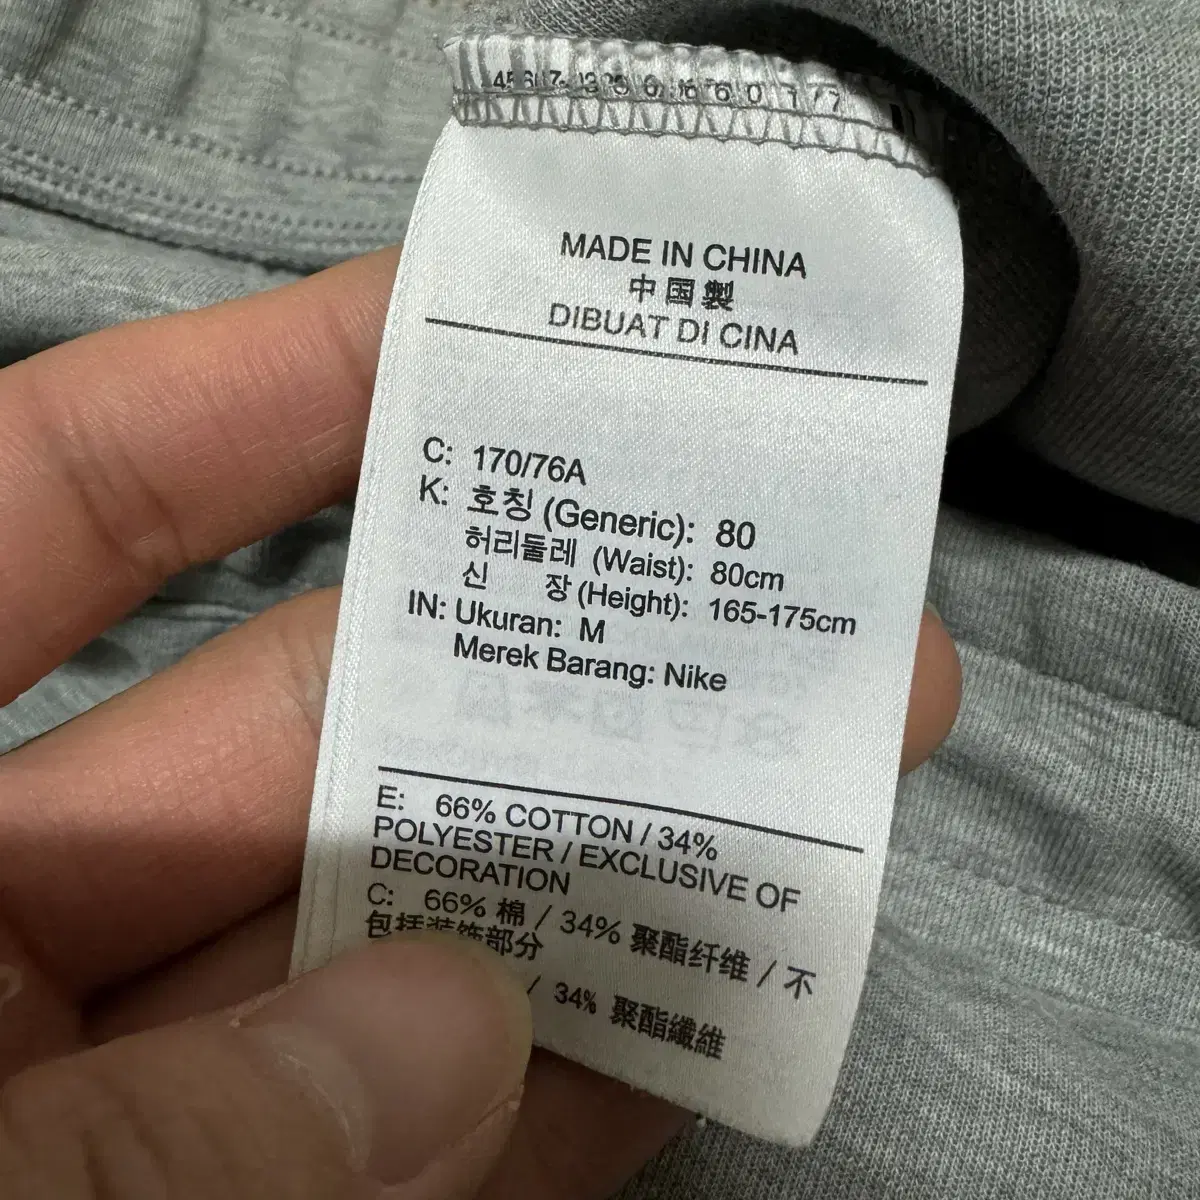 MADE IN CHINA
中国製
DIBUAT DI CINA
C: 170/76A
K: 호칭 (Generic): 80
허리둘레 (Waist): 80cm
신 장 (Height): 165-175cm
IN: Ukuran: M
Merek Barang: Nike
E: 66% COTTON / 34%
POLYESTER / EXCLUSIVE OF
DECORATION
C: 66% 棉 / 34% 聚酯纤维 / 不
包括装饰部分
/ 34% 聚酯纖維